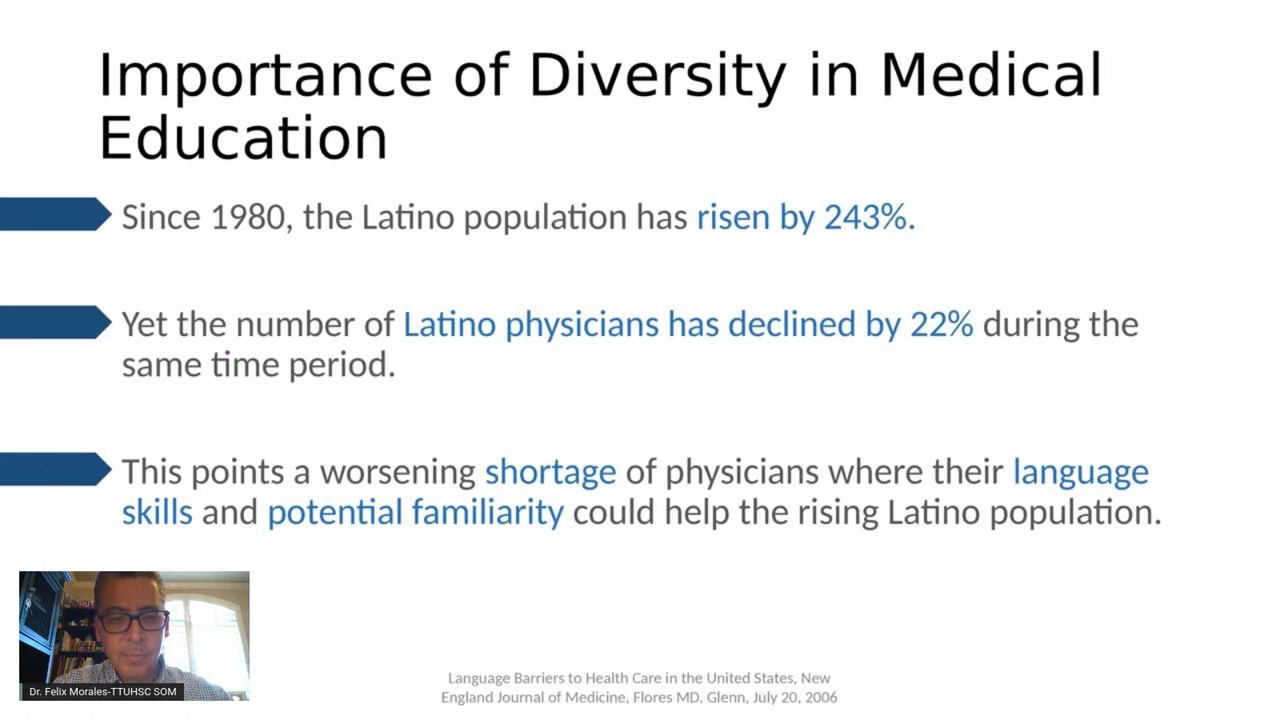 Importance of Diversity in Medical
Education
Since 1980, the Latino population has risen by 243%.
Yet the number of Latino physicians has declined by 22% during the
same time period.
This points a worsening shortage of physicians where their language
skills and potential familiarity could help the rising Latino population.
Dr. Felix Morales-TTUHSC SOM
Language Barriers to Health Care in the United States, New
England Journal of Medicine, Flores MD, Glenn, July 20, 2006